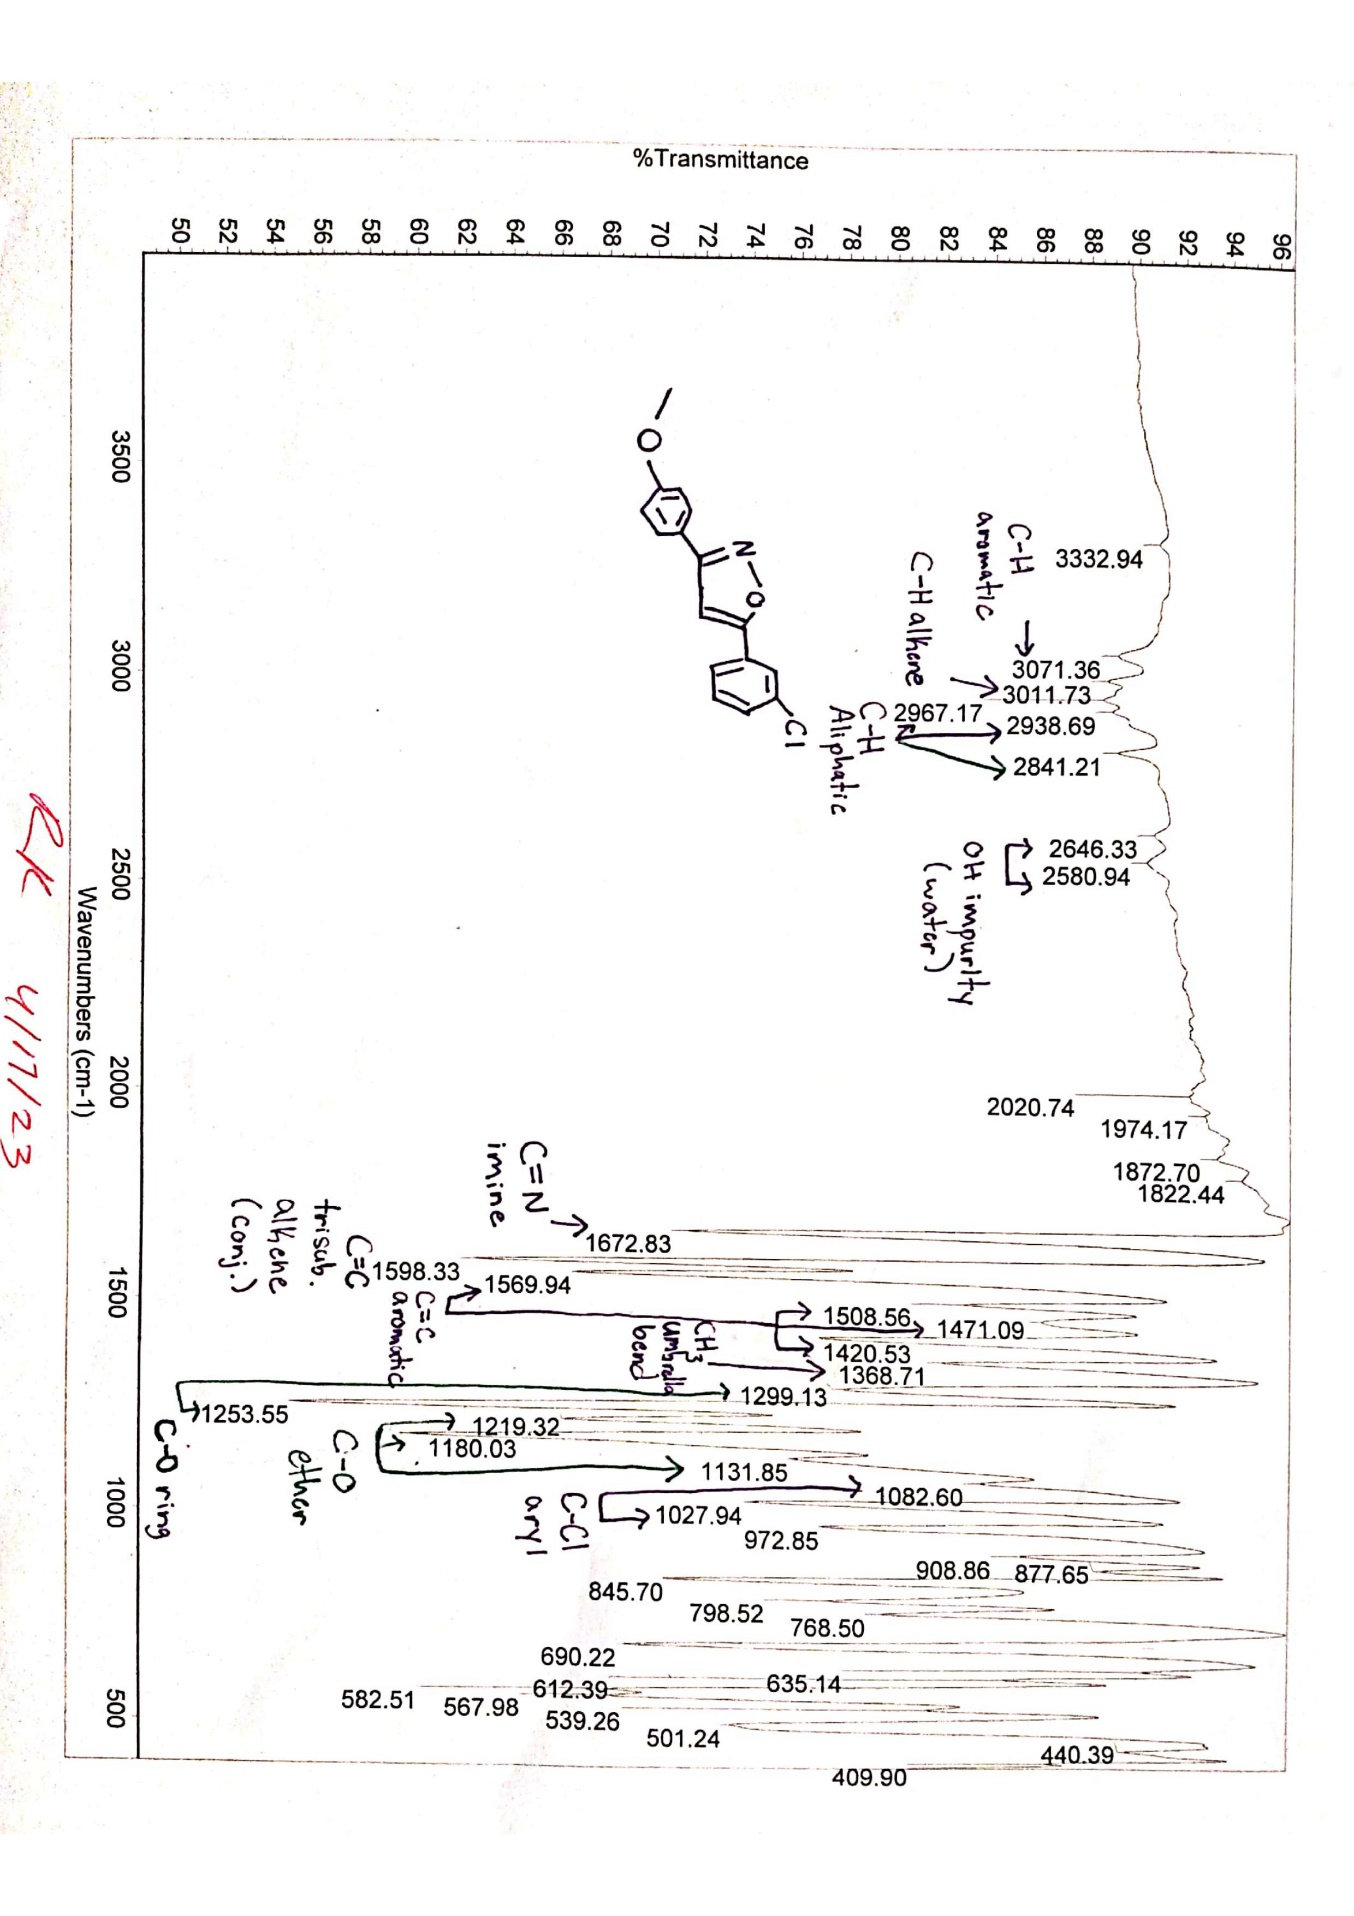 %Transmittance
96
94
92
90
88
86
84
82
80
78
76
74
72
70
68
66
64
62
60
58
56
54
52
50
3332.94
C-H
aromatic
3071.36
C-H alkene
3011.73
2967.17
2938.69
C-H
Aliphatic
2841.21
2646.33
2580.94
OH impurity
(water)
O
N
O
Cl
2020.74
1974.17
1872.70
1822.44
C=N
imine
1672.83
C=C
trisub.
alkene
(conj.)
1598.33
1569.94
C=C
aromatic
1508.56
1471.09
1420.53
CH3
umbrella
bend
1368.71
1299.13
1253.55
C-O ring
1219.32
1180.03
C-O
ether
1131.85
1082.60
C-Cl
aryl
1027.94
972.85
908.86
877.65
845.70
798.52
768.50
690.22
635.14
612.39
582.51
567.98
539.26
501.24
440.39
409.90
3500
3000
2500
2000
1500
1000
500
Wavenumbers (cm-1)
RK 4/17/23